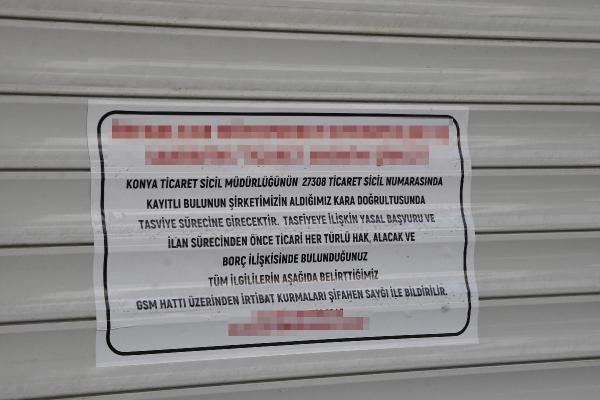 KONYA TİCARET SİCİL MÜDÜRLÜĞÜNÜN 27308 TİCARET SİCİL NUMARASINDA
KAYITLI BULUNUN ŞİRKETİMİZİN ALDIĞIMIZ KARA DOĞRULTUSUNDA
TASVİYE SÜRECİNE GİRECEKTİR. TASFİYEYE İLİŞKİN YASAL BAŞVURU VE
İLAN SÜRECİNDEN ÖNCE TİCARİ HER TÜRLÜ HAK, ALACAK VE
BORÇ İLİŞKİSİNDE BULUNDUĞUNUZ
TÜM İLGİLİLERİN AŞAĞIDA BELİRTTİĞİMİZ
GSM HATTI ÜZERİNDEN İRTİBAT KURMALARI ŞİFAHEN SAYGI İLE BİLDİRİLİR.